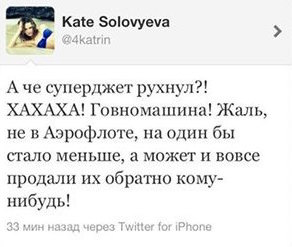 Kate Solovyeva
@4katrin
А че суперджет рухнул?!
ХАХАХА! Говномашина! Жаль,
не в Аэрофлоте, на один бы
стало меньше, а может и вовсе
продали их обратно кому-
нибудь!
33 мин назад через Twitter for iPhone